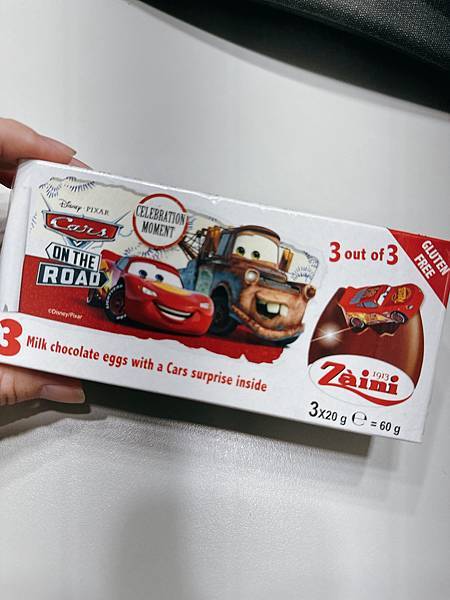 Disney · PIXAR
Cars
ON THE
ROAD
CELEBRATION
MOMENT
©Disney/Pixar
3 out of 3
GLUTEN
FREE
3 Milk chocolate eggs with a Cars surprise inside
1913
Zàini
3x20 g ℮ = 60 g